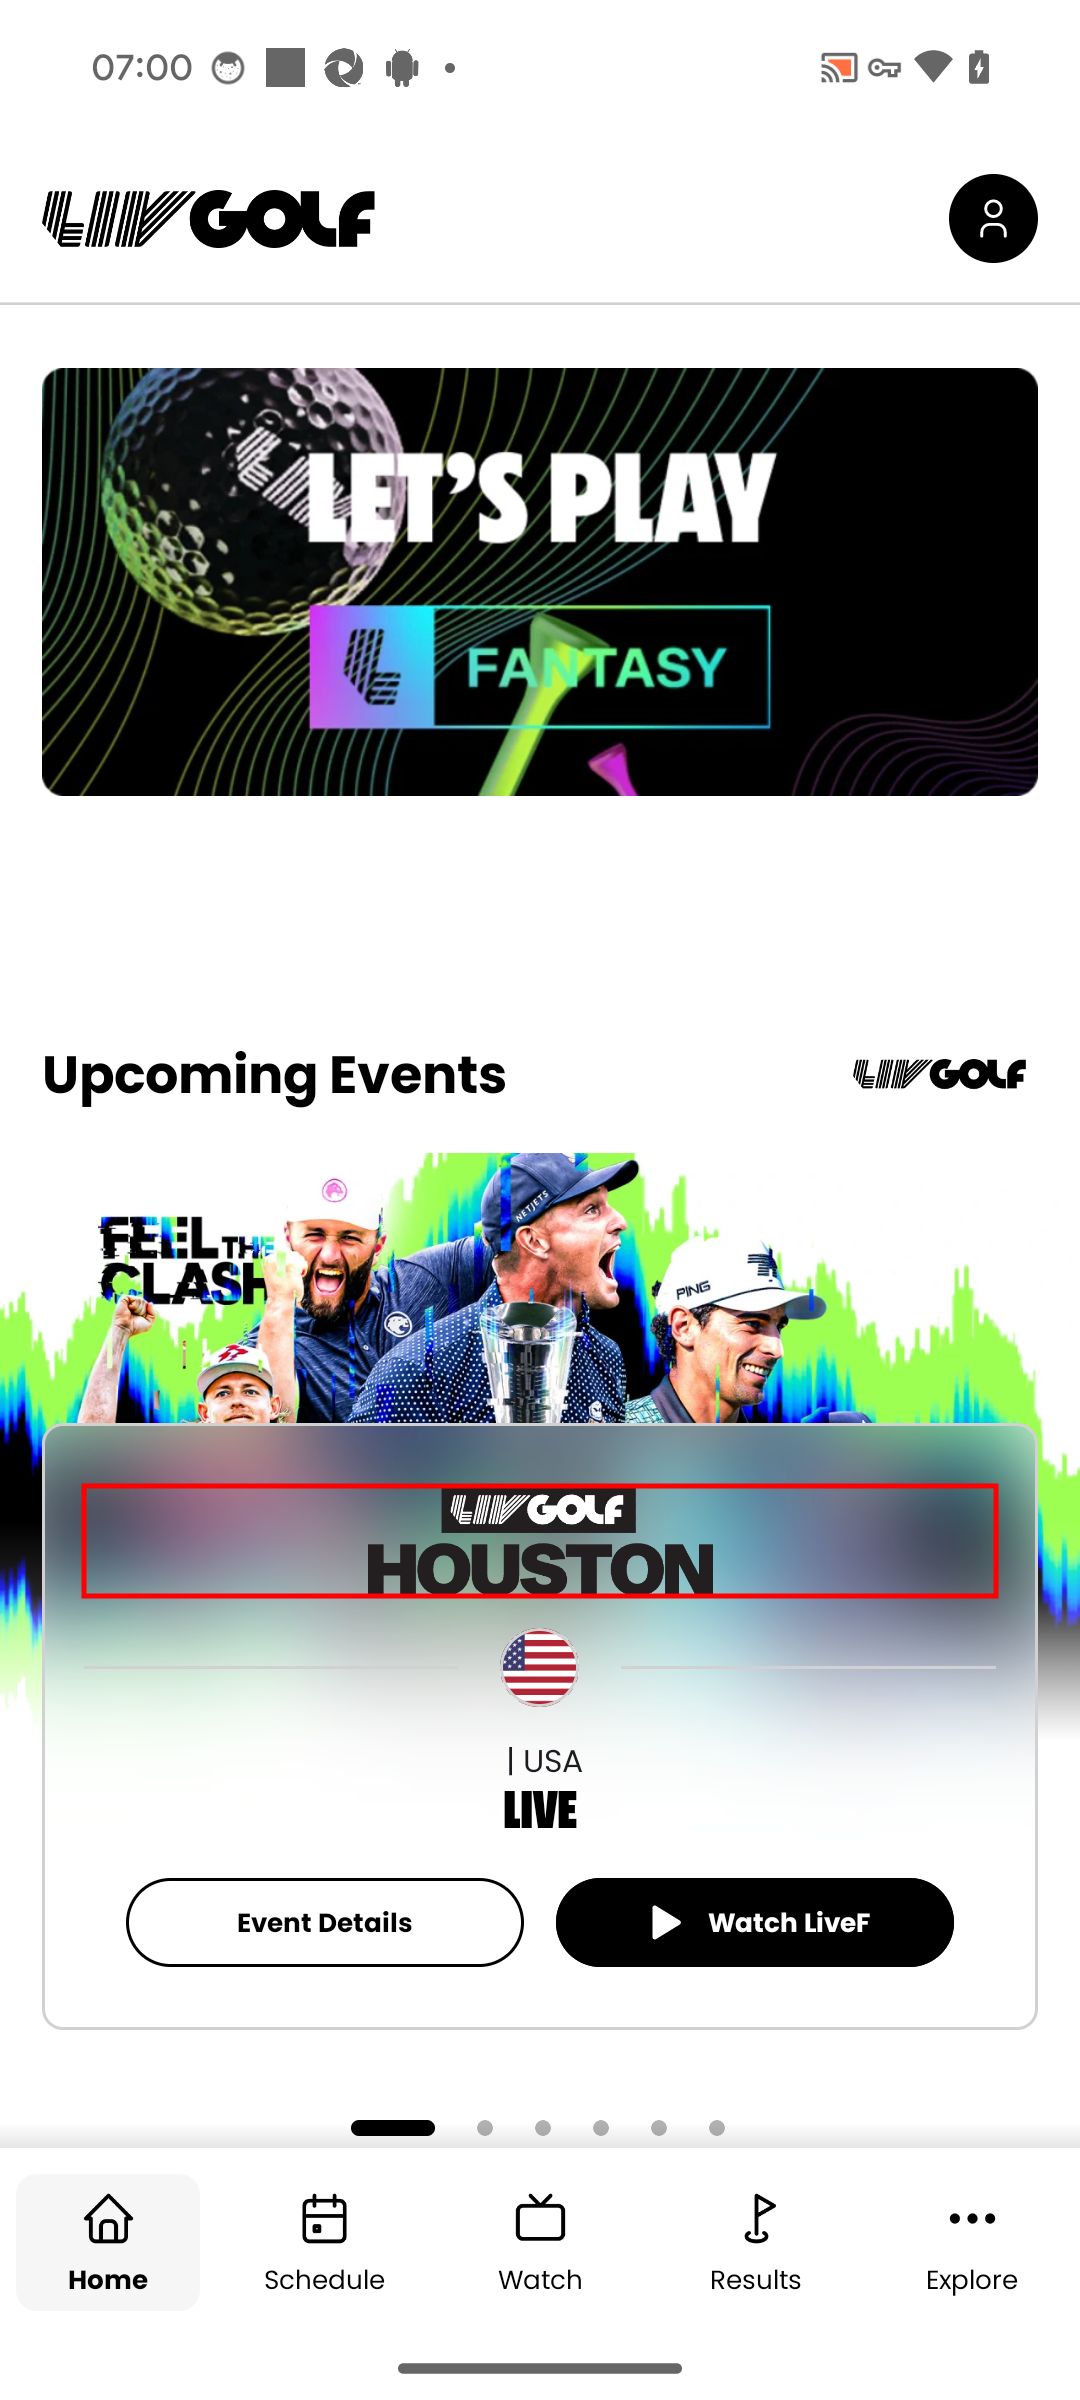 07:00
LIV GOLF
LET'S PLAY
FANTASY
Upcoming Events
LIV GOLF
FEEL THE
CLASH
NETJETS
PING
LIV GOLF
HOUSTON
| USA
LIVE
Event Details
Watch LiveF
Home
Schedule
Watch
Results
Explore